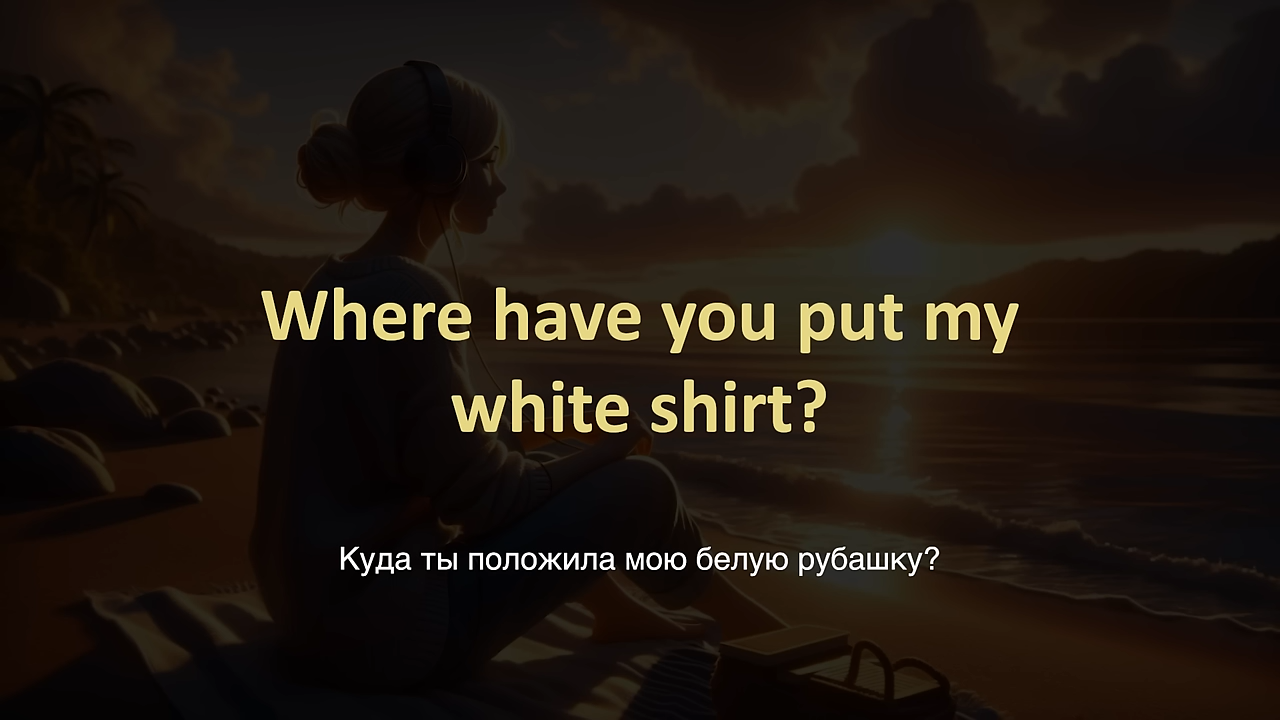 Where have you put my
white shirt?
Куда ты положила мою белую рубашку?